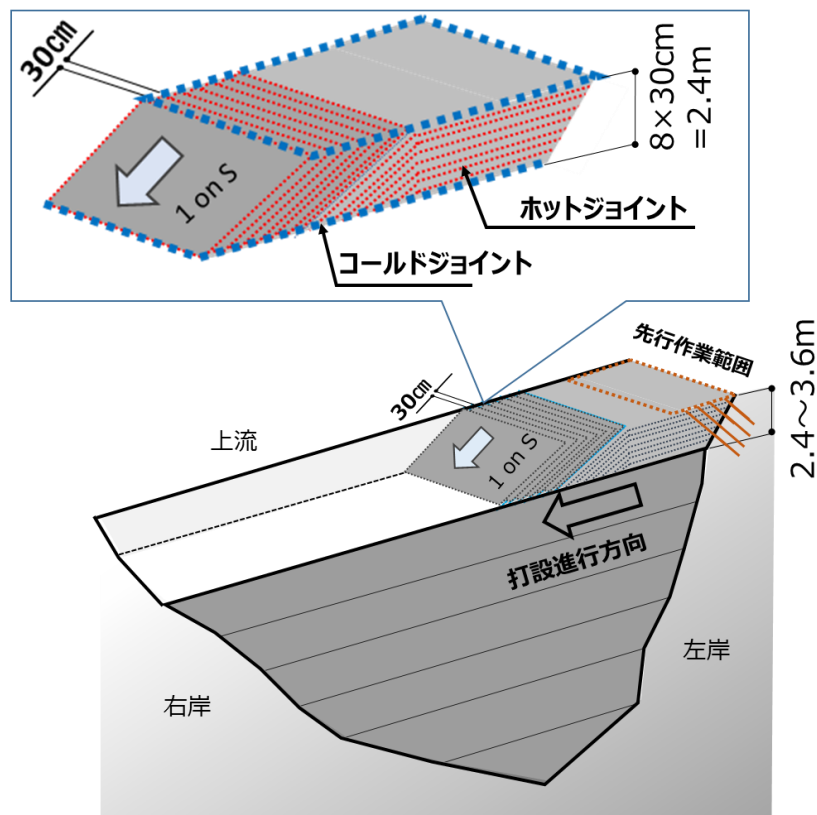 30㎝
8×30cm
=2.4m
1 on S
ホットジョイント
コールドジョイント
先行作業範囲
30㎝
2.4～3.6m
上流
1 on S
打設進行方向
左岸
右岸